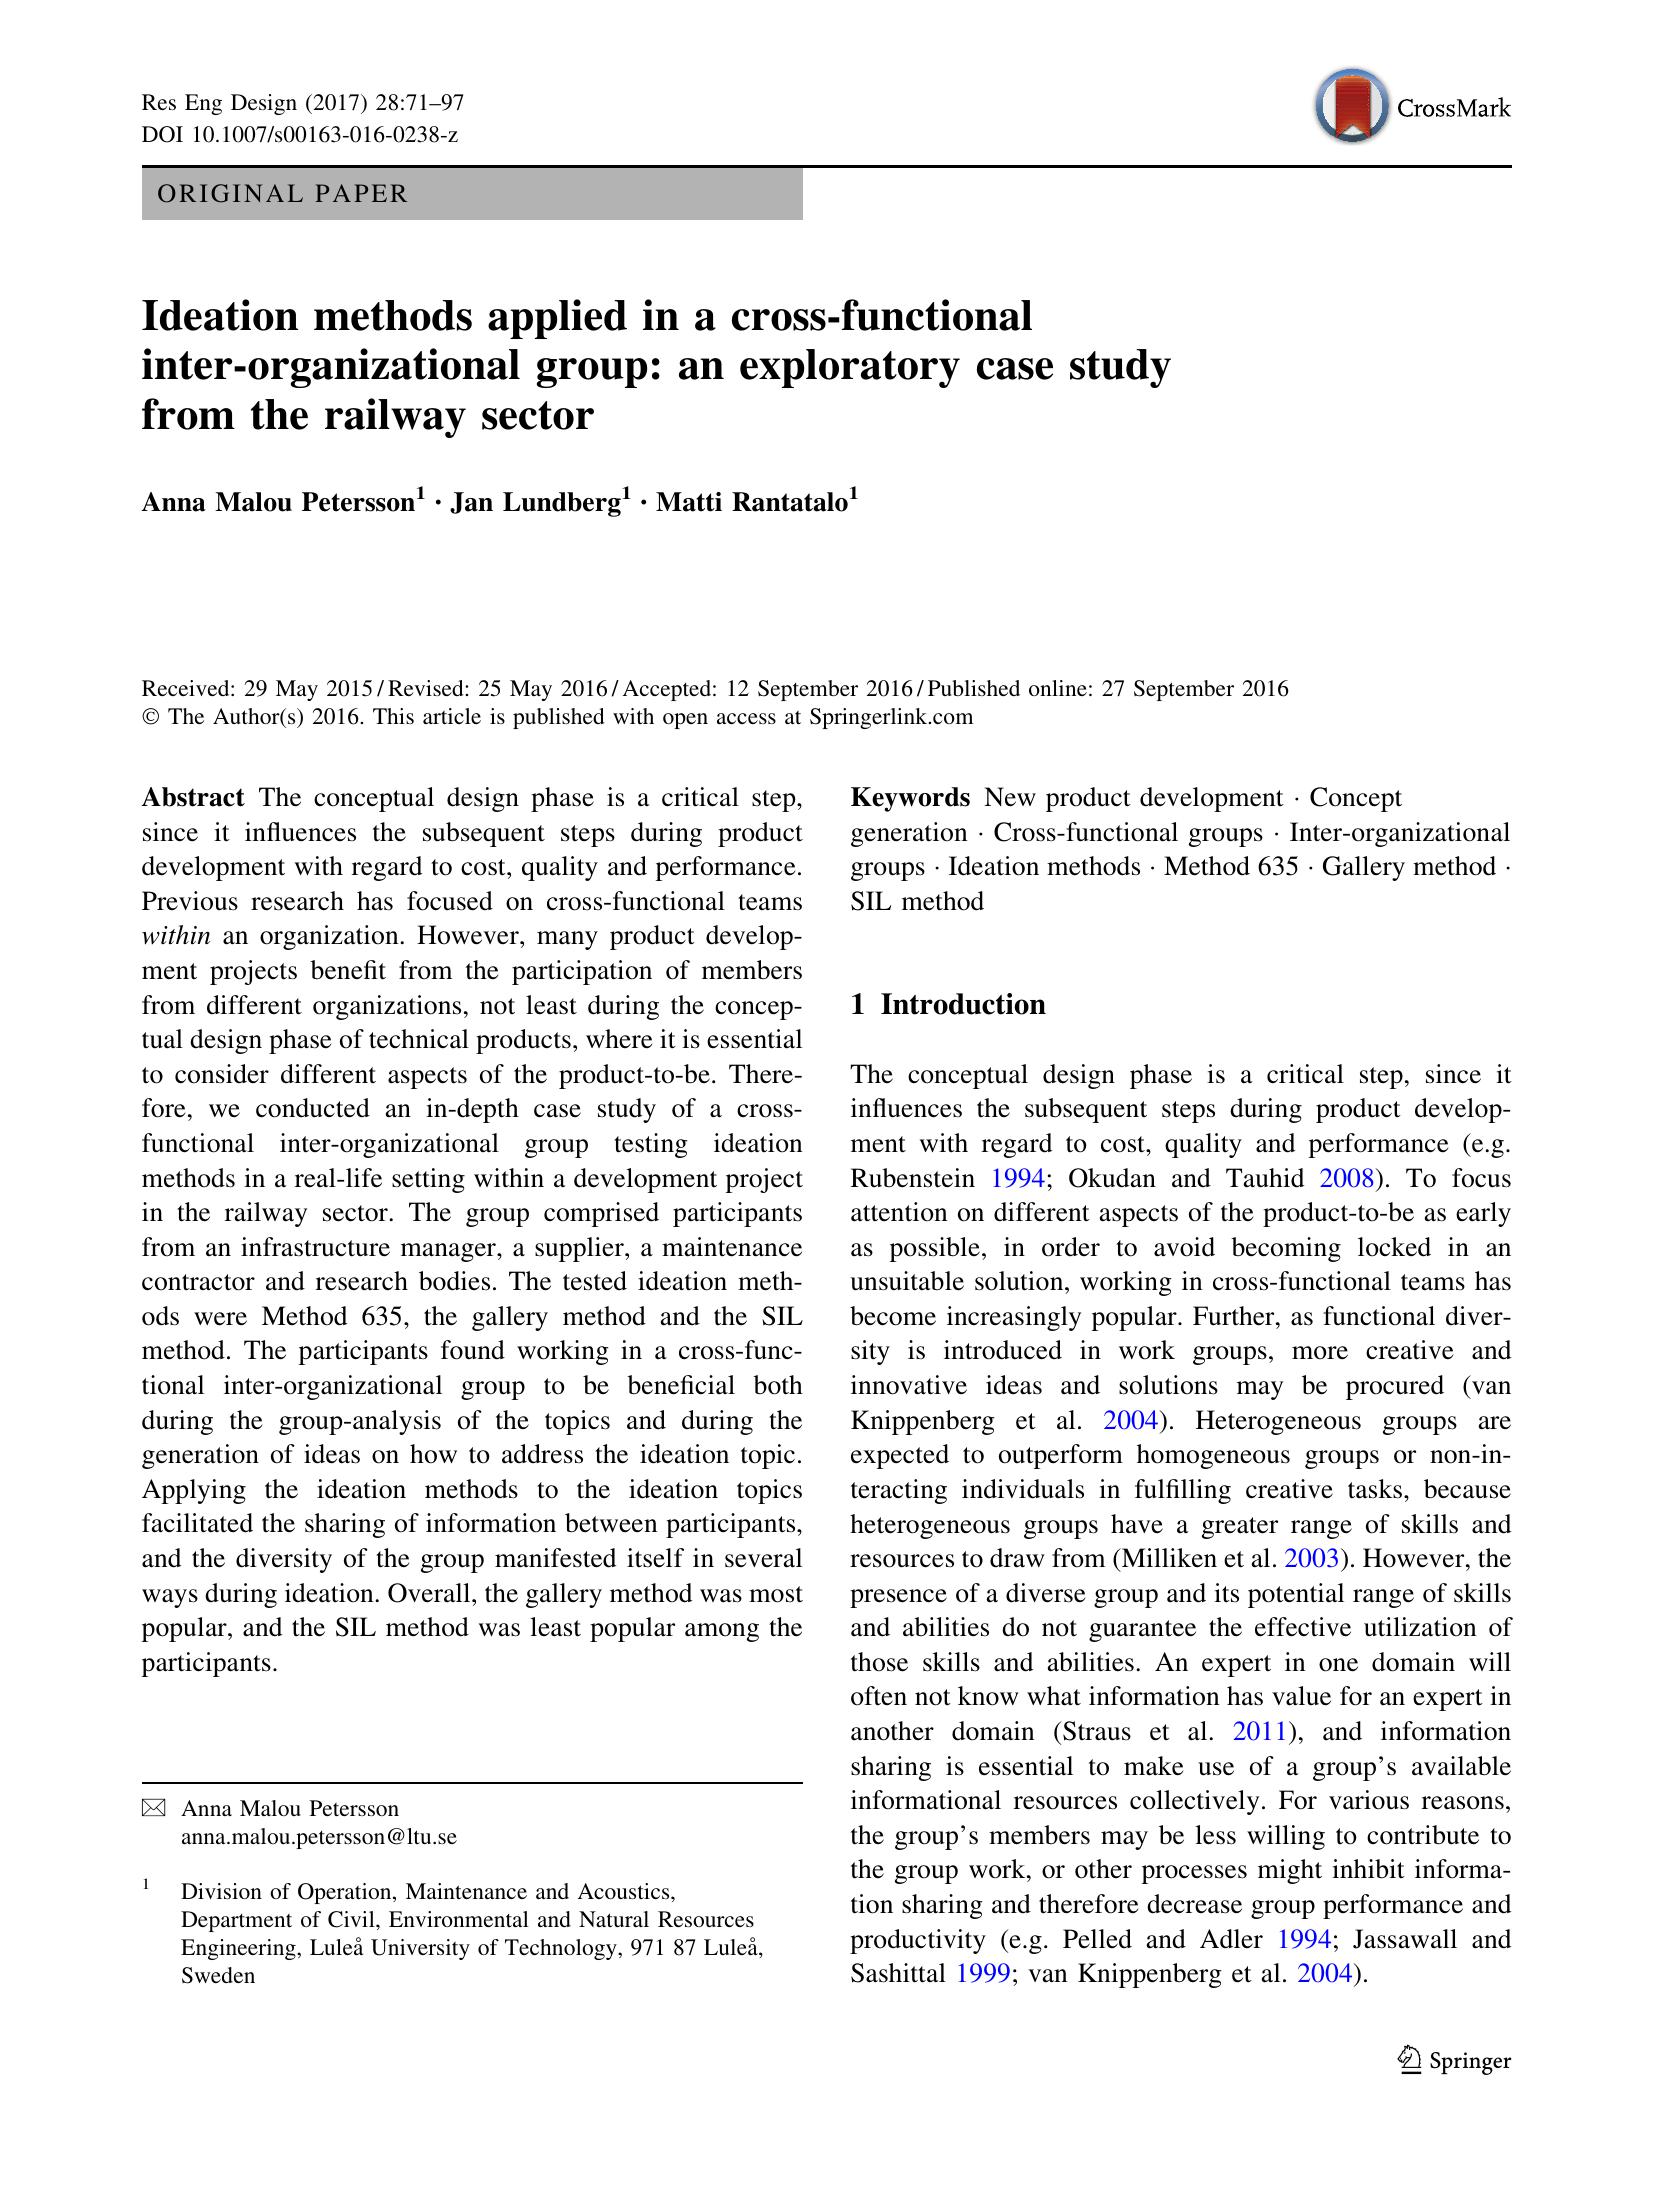 Res Eng Design (2017) 28:71–97
DOI 10.1007/s00163-016-0238-z
CrossMark
ORIGINAL PAPER
Ideation methods applied in a cross-functional
inter-organizational group: an exploratory case study
from the railway sector
Anna Malou Petersson¹ · Jan Lundberg¹ · Matti Rantatalo¹
Received: 29 May 2015 / Revised: 25 May 2016 / Accepted: 12 September 2016 / Published online: 27 September 2016
© The Author(s) 2016. This article is published with open access at Springerlink.com
Abstract The conceptual design phase is a critical step,
since it influences the subsequent steps during product
development with regard to cost, quality and performance.
Previous research has focused on cross-functional teams
within an organization. However, many product develop-
ment projects benefit from the participation of members
from different organizations, not least during the concep-
tual design phase of technical products, where it is essential
to consider different aspects of the product-to-be. There-
fore, we conducted an in-depth case study of a cross-
functional inter-organizational group testing ideation
methods in a real-life setting within a development project
in the railway sector. The group comprised participants
from an infrastructure manager, a supplier, a maintenance
contractor and research bodies. The tested ideation meth-
ods were Method 635, the gallery method and the SIL
method. The participants found working in a cross-func-
tional inter-organizational group to be beneficial both
during the group-analysis of the topics and during the
generation of ideas on how to address the ideation topic.
Applying the ideation methods to the ideation topics
facilitated the sharing of information between participants,
and the diversity of the group manifested itself in several
ways during ideation. Overall, the gallery method was most
popular, and the SIL method was least popular among the
participants.
Anna Malou Petersson
anna.malou.petersson@ltu.se
1 Division of Operation, Maintenance and Acoustics,
Department of Civil, Environmental and Natural Resources
Engineering, Luleå University of Technology, 971 87 Luleå,
Sweden
Keywords New product development · Concept
generation · Cross-functional groups · Inter-organizational
groups · Ideation methods · Method 635 · Gallery method ·
SIL method
1 Introduction
The conceptual design phase is a critical step, since it
influences the subsequent steps during product develop-
ment with regard to cost, quality and performance (e.g.
Rubenstein 1994; Okudan and Tauhid 2008). To focus
attention on different aspects of the product-to-be as early
as possible, in order to avoid becoming locked in an
unsuitable solution, working in cross-functional teams has
become increasingly popular. Further, as functional diver-
sity is introduced in work groups, more creative and
innovative ideas and solutions may be procured (van
Knippenberg et al. 2004). Heterogeneous groups are
expected to outperform homogeneous groups or non-in-
teracting individuals in fulfilling creative tasks, because
heterogeneous groups have a greater range of skills and
resources to draw from (Milliken et al. 2003). However, the
presence of a diverse group and its potential range of skills
and abilities do not guarantee the effective utilization of
those skills and abilities. An expert in one domain will
often not know what information has value for an expert in
another domain (Straus et al. 2011), and information
sharing is essential to make use of a group's available
informational resources collectively. For various reasons,
the group's members may be less willing to contribute to
the group work, or other processes might inhibit informa-
tion sharing and therefore decrease group performance and
productivity (e.g. Pelled and Adler 1994; Jassawall and
Sashittal 1999; van Knippenberg et al. 2004).
Springer